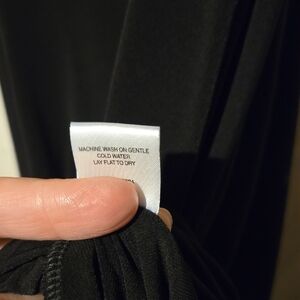 MACHINE WASH ON GENTLE
COLD WATER
LAY FLAT TO DRY